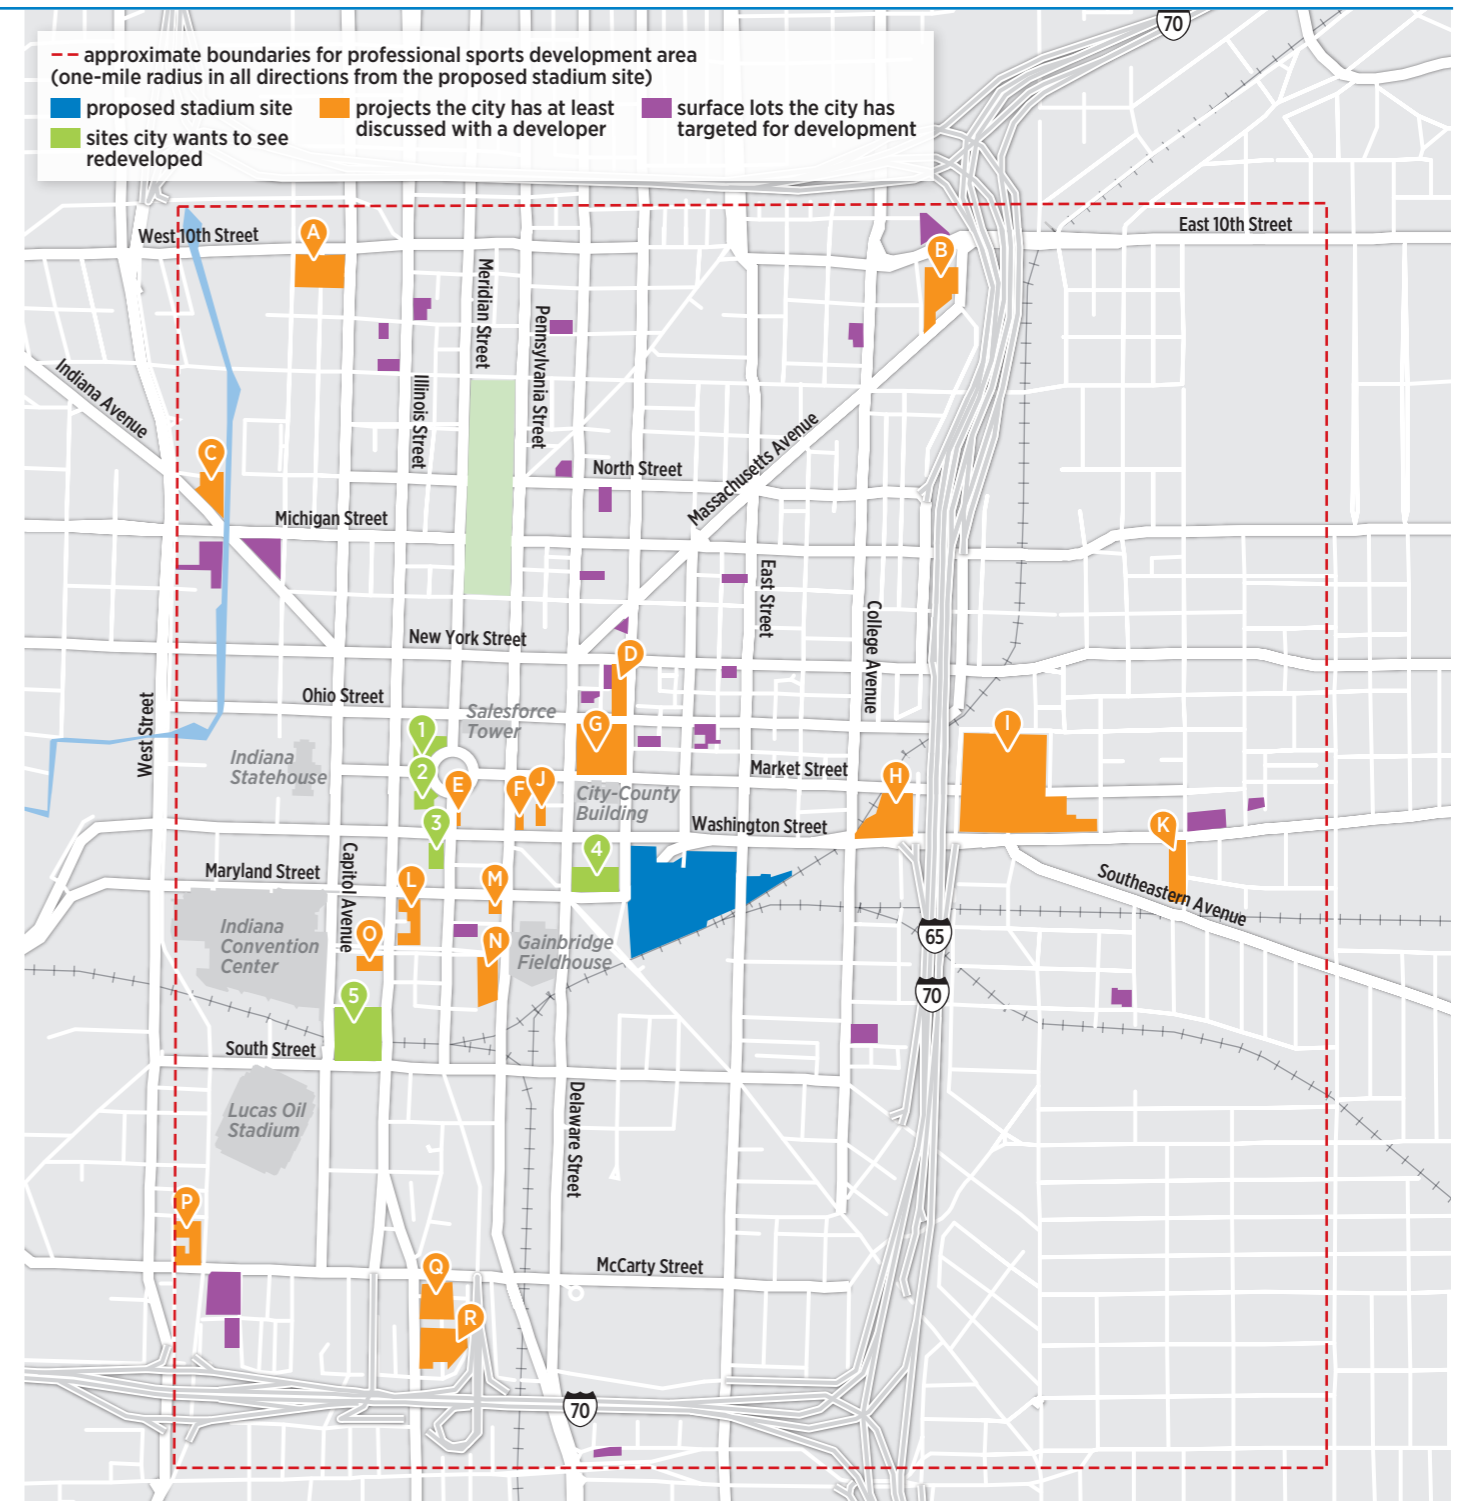 70
approximate boundaries for professional sports development area
(one-mile radius in all directions from the proposed stadium site)
proposed stadium site
projects the city has at least
discussed with a developer
surface lots the city has
targeted for development
sites city wants to see
redeveloped
West 10th Street
A
B
East 10th Street
Meridian Street
Pennsylvania Street
Indiana Avenue
Illinois Street
Massachusetts Avenue
C
North Street
Michigan Street
East Street
College Avenue
New York Street
D
Ohio Street
West Street
Salesforce
Tower
1
G
I
Indiana
Statehouse
2
E
F
J
Market Street
H
City-County
Building
3
Washington Street
K
4
Capitol Avenue
Maryland Street
L
M
Southeastern Avenue
Indiana
Convention
Center
O
N
Gainbridge
Fieldhouse
65
5
70
South Street
Lucas Oil
Stadium
Delaware Street
P
Q
McCarty Street
R
70